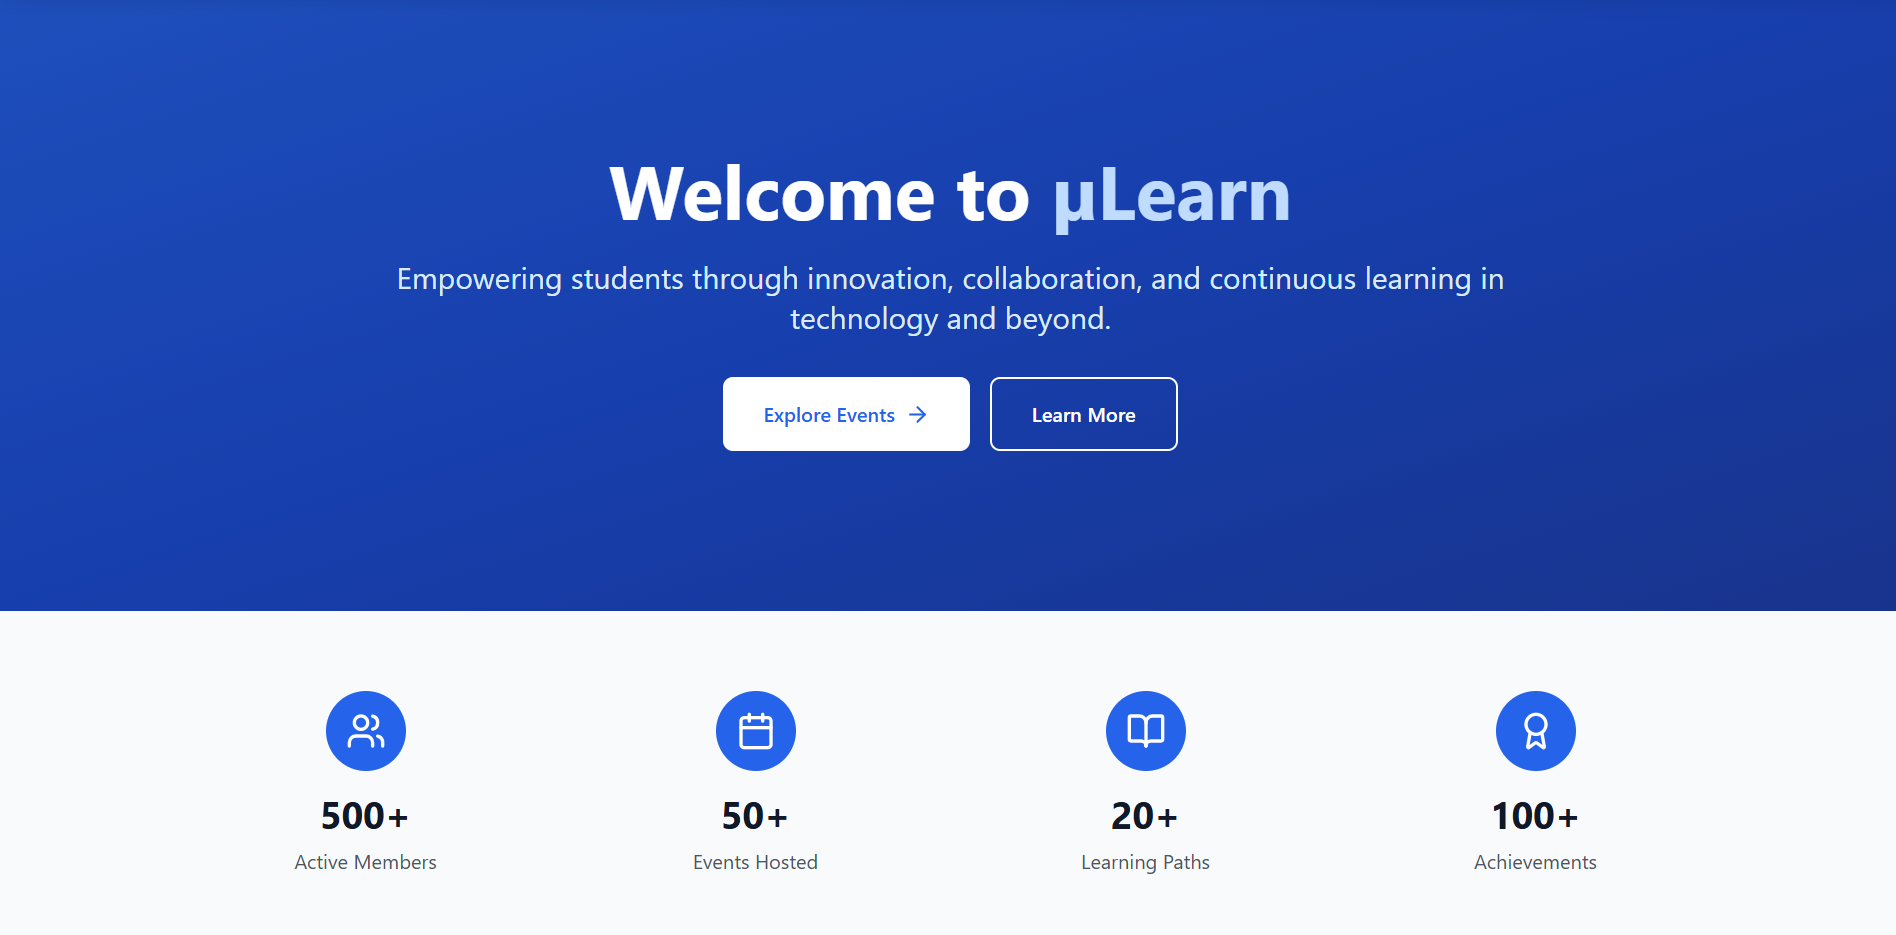 Welcome to µLearn
Empowering students through innovation, collaboration, and continuous learning in
technology and beyond.
Explore Events
Learn More
500+
Active Members
50+
Events Hosted
20+
Learning Paths
100+
Achievements